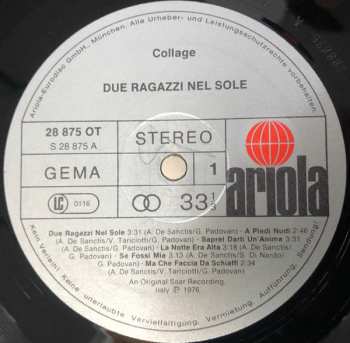 Ariola-Eurodisc GmbH., München. Alle Urheber- und Leistungsschutzrechte vorbehalten.
Collage
DUE RAGAZZI NEL SOLE
28 875 OT
S 28 875 A
STEREO
GEMA
1
ariola
LC 0116
33 1/3
Due Ragazzi Nel Sole 3:31 (A. De Sanctis/G. Padovan) · A Piedi Nudi 2:46
(A. De Sanctis/V. Tariciotti/G. Padovan) · Saprei Darti Un'Anima 3:31
(A. De Sanctis/G. Padovan) · La Notte Era Alta 3:18 (A. De Sanctis/
G. Padovan) · Se Fossi Mia 3.13 (A. De Sanctis/S. Di Nardo/
G. Padovan) · Ma Che Faccia Da Schiaffi 2:34
(A. De Sanctis/V. Tariciotti/G. Padovan)
An Original Saar Recording,
Italy ℗ 1976
Kein Verleih! Keine unerlaubte Vervielfältigung, Vermietung, Aufführung, Sendung!